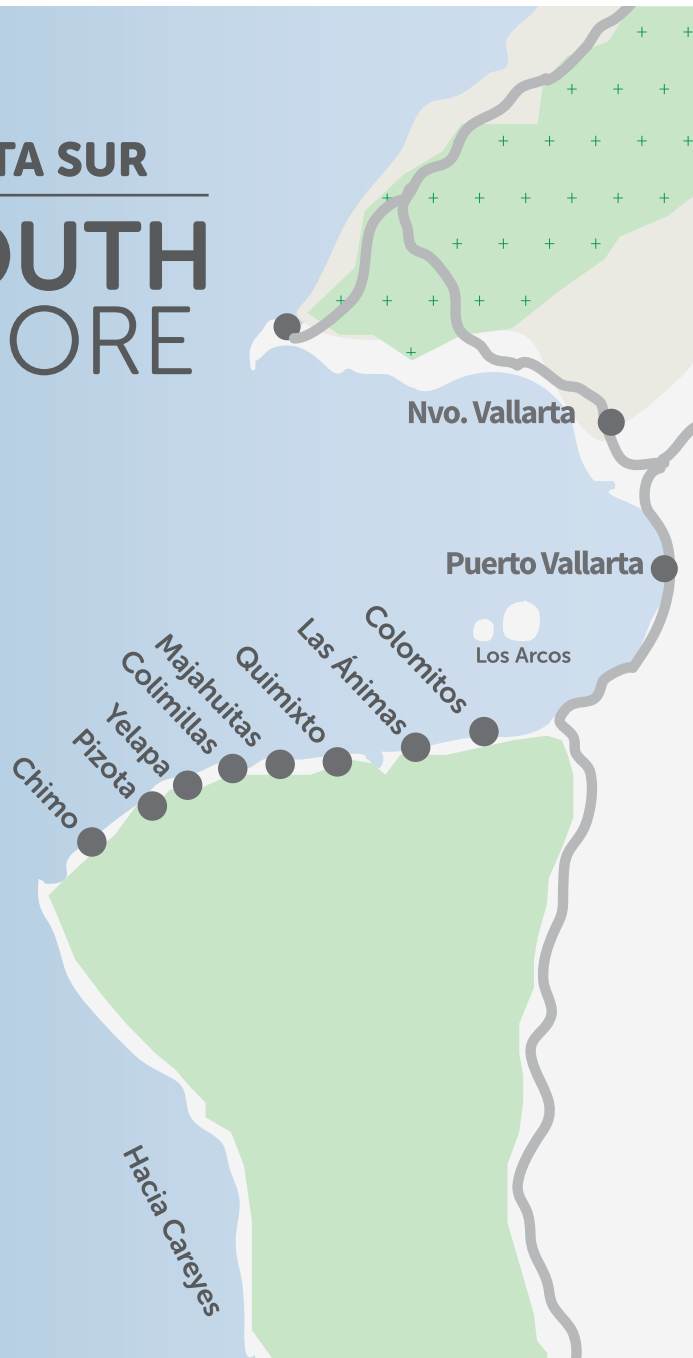 TA SUR
OUTH
ORE
Nvo. Vallarta
Puerto Vallarta
Los Arcos
Colomitos
Las Ánimas
Quimixto
Majahuitas
Colimillas
Yelapa
Pizota
Chimo
Hacia Careyes